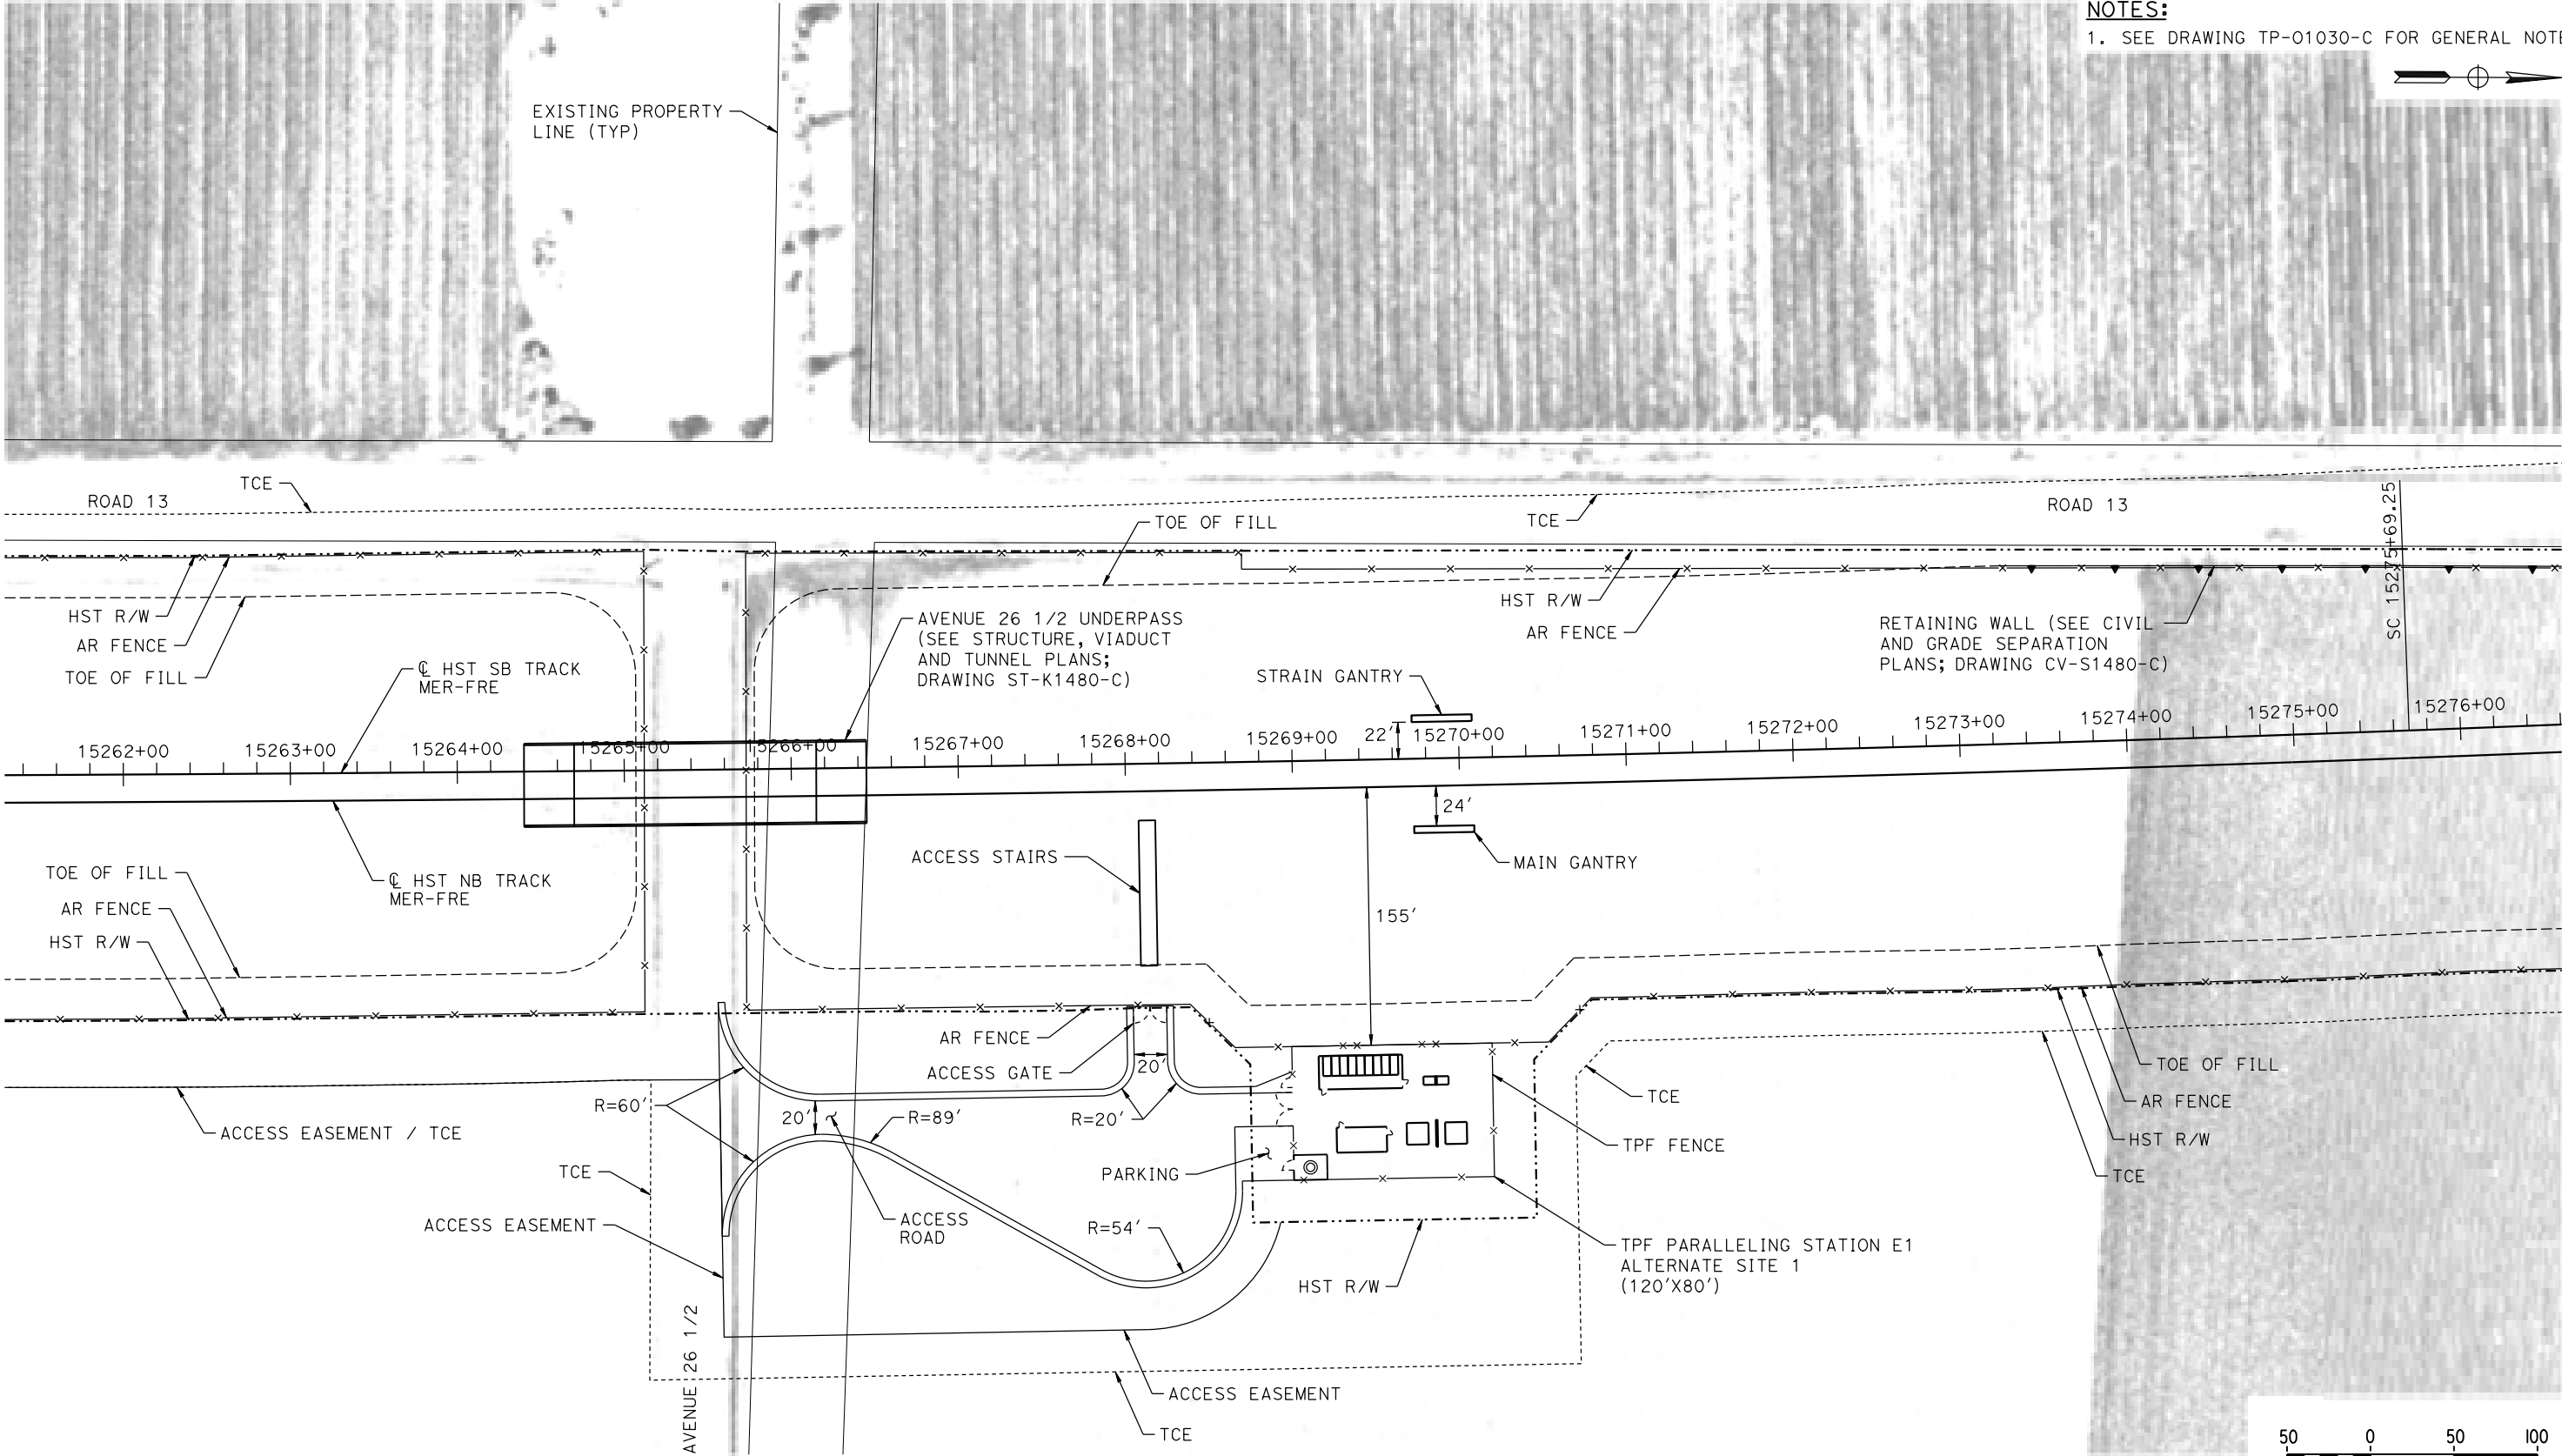 NOTES:
1. SEE DRAWING TP-01030-C FOR GENERAL NOTE
EXISTING PROPERTY
LINE (TYP)
TCE
ROAD 13
TOE OF FILL
TCE
ROAD 13
SC 15275+69.25
HST R/W
AR FENCE
TOE OF FILL
℄ HST SB TRACK
MER-FRE
AVENUE 26 1/2 UNDERPASS
(SEE STRUCTURE, VIADUCT
AND TUNNEL PLANS;
DRAWING ST-K1480-C)
HST R/W
AR FENCE
RETAINING WALL (SEE CIVIL
AND GRADE SEPARATION
PLANS; DRAWING CV-S1480-C)
STRAIN GANTRY
15262+00
15263+00
15264+00
15265+00
15266+00
15267+00
15268+00
15269+00
22'
15270+00
15271+00
15272+00
15273+00
15274+00
15275+00
15276+00
24'
MAIN GANTRY
ACCESS STAIRS
155'
TOE OF FILL
AR FENCE
HST R/W
℄ HST NB TRACK
MER-FRE
AR FENCE
ACCESS GATE
20'
R=60'
20'
R=89'
R=20'
ACCESS EASEMENT / TCE
TCE
ACCESS EASEMENT
ACCESS
ROAD
PARKING
R=54'
TCE
TPF FENCE
TPF PARALLELING STATION E1
ALTERNATE SITE 1
(120'X80')
HST R/W
TOE OF FILL
AR FENCE
HST R/W
TCE
AVENUE 26 1/2
ACCESS EASEMENT
TCE
50 0 50 100